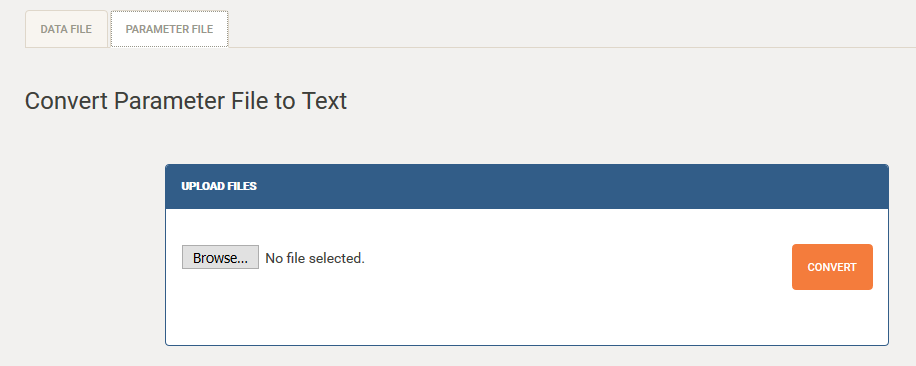 DATA FILE
PARAMETER FILE
Convert Parameter File to Text
UPLOAD FILES
Browse... No file selected.
CONVERT